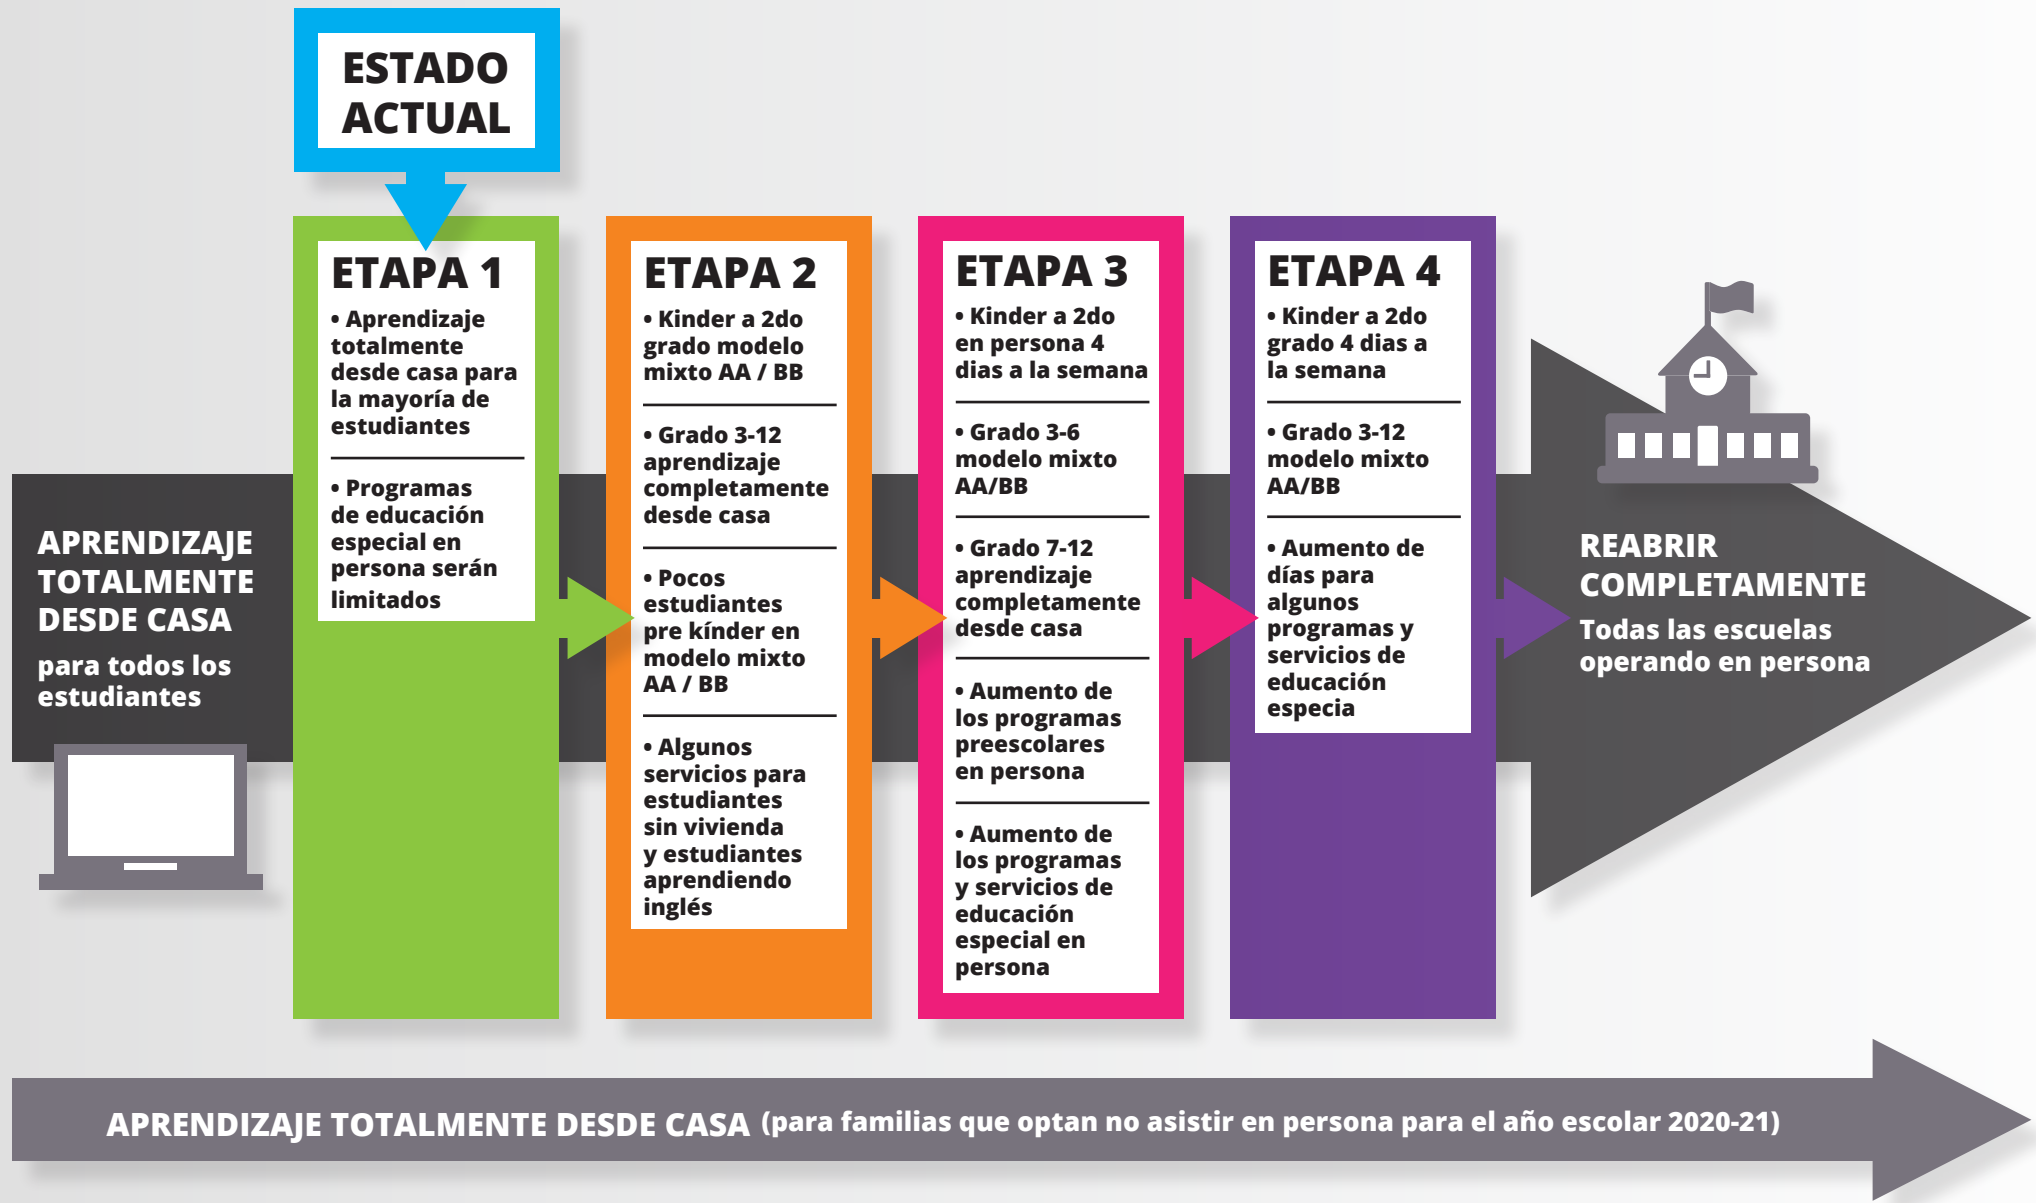 ESTADO
ACTUAL
APRENDIZAJE
TOTALMENTE
DESDE CASA
para todos los
estudiantes
ETAPA 1
• Aprendizaje
totalmente
desde casa para
la mayoría de
estudiantes
• Programas
de educación
especial en
persona serán
limitados
ETAPA 2
• Kinder a 2do
grado modelo
mixto AA / BB
• Grado 3-12
aprendizaje
completamente
desde casa
• Pocos
estudiantes
pre kínder en
modelo mixto
AA / BB
• Algunos
servicios para
estudiantes
sin vivienda
y estudiantes
aprendiendo
inglés
ETAPA 3
• Kinder a 2do
en persona 4
dias a la semana
• Grado 3-6
modelo mixto
AA/BB
• Grado 7-12
aprendizaje
completamente
desde casa
• Aumento de
los programas
preescolares
en persona
• Aumento de
los programas
y servicios de
educación
especial en
persona
ETAPA 4
• Kinder a 2do
grado 4 dias a
la semana
• Grado 3-12
modelo mixto
AA/BB
• Aumento de
días para
algunos
programas y
servicios de
educación
especia
REABRIR
COMPLETAMENTE
Todas las escuelas
operando en persona
APRENDIZAJE TOTALMENTE DESDE CASA (para familias que optan no asistir en persona para el año escolar 2020-21)